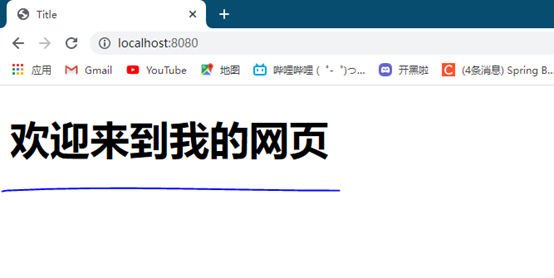 Title
localhost:8080
应用
Gmail
YouTube
地图
哔哩哔哩 (゜-゜)つ...
开黑啦
C
(4条消息) Spring B...
欢迎来到我的网页